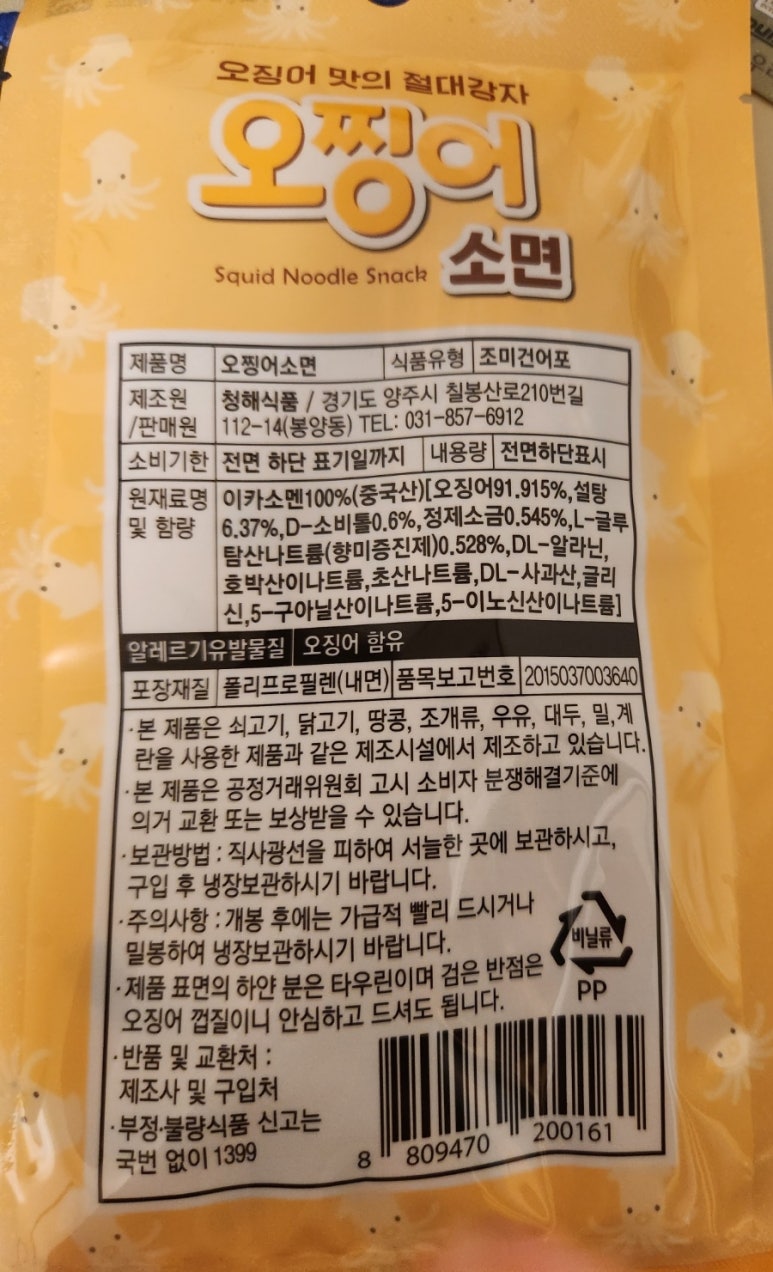 오징어 맛의 절대강자
오찡어
소면
Squid Noodle Snack
제품명 오찡어소면 식품유형 조미건어포
제조원 /판매원 청해식품 / 경기도 양주시 칠봉산로210번길
112-14(봉양동) TEL: 031-857-6912
소비기한 전면 하단 표기일까지 내용량 전면하단표시
원재료명 이카소멘100%(중국산)[오징어91.915%,설탕
및 함량 6.37%,D-소비톨0.6%,정제소금0.545%,L-글루
탐산나트륨(향미증진제)0.528%,DL-알라닌,
호박산이나트륨,초산나트륨,DL-사과산,글리
신,5-구아닐산이나트륨,5-이노신산이나트륨]
알레르기유발물질 오징어 함유
포장재질 폴리프로필렌(내면) 품목보고번호 2015037003640
·본 제품은 쇠고기, 닭고기, 땅콩, 조개류, 우유, 대두, 밀,계
란을 사용한 제품과 같은 제조시설에서 제조하고 있습니다.
·본 제품은 공정거래위원회 고시 소비자 분쟁해결기준에
의거 교환 또는 보상받을 수 있습니다.
·보관방법 : 직사광선을 피하여 서늘한 곳에 보관하시고,
구입 후 냉장보관하시기 바랍니다.
·주의사항 : 개봉 후에는 가급적 빨리 드시거나
밀봉하여 냉장보관하시기 바랍니다.
비닐류
PP
·제품 표면의 하얀 분은 타우린이며 검은 반점은
오징어 껍질이니 안심하고 드셔도 됩니다.
·반품 및 교환처 :
제조사 및 구입처
·부정·불량식품 신고는
국번 없이 1399
8 809470 200161